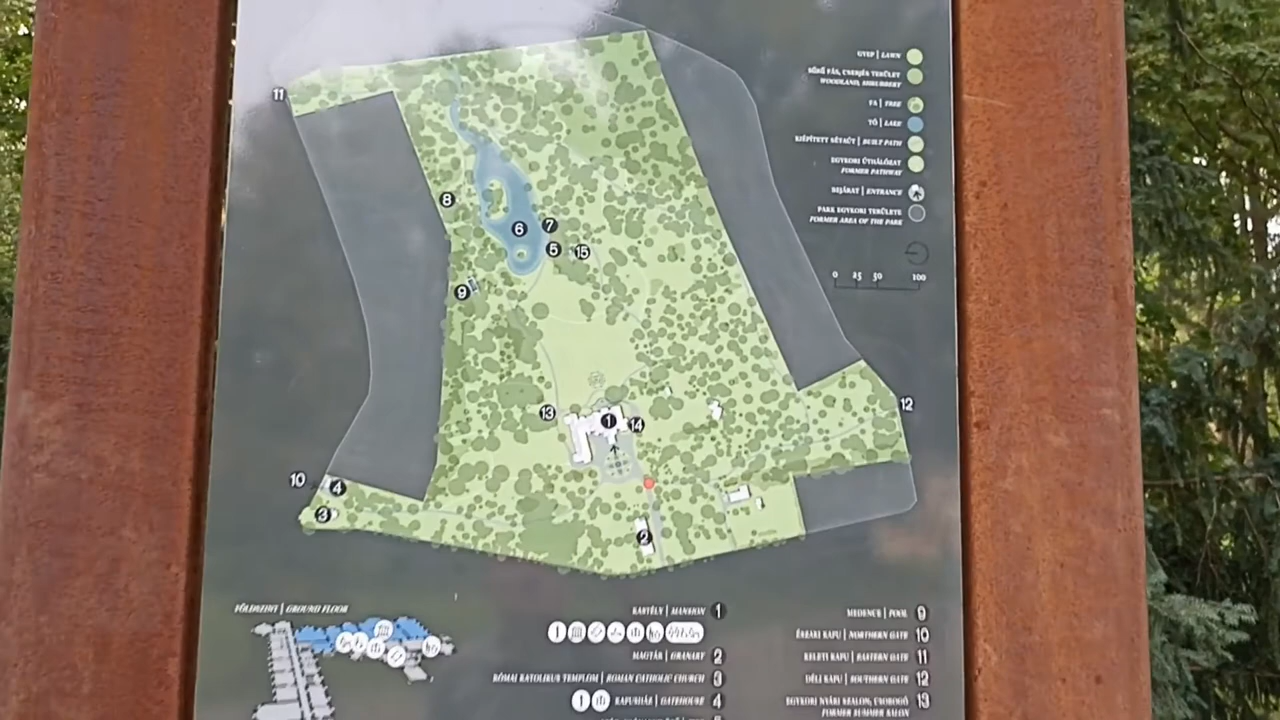 GYEP | LAWN
SŰRŰ FÁS, CSERJÉS TERÜLET
WOODLAND, SHRUBBERY
FA | TREE
TÓ | LAKE
KIÉPÍTETT SÉTAÚT | BUILT PATH
EGYKORI ÚTHÁLÓZAT
FORMER PATHWAY
BEJÁRAT | ENTRANCE
PARK EGYKORI TERÜLETE
FORMER AREA OF THE PARK
0 25 50 100
11
8
6
7
5
15
9
13
1
14
12
10
4
3
2
FÖLDSZINT | GROUND FLOOR
KASTÉLY | MANSION 1
MAGTÁR | GRANARY 2
RÓMAI KATOLIKUS TEMPLOM | ROMAN CATHOLIC CHURCH 3
KAPUHÁZ | GATEHOUSE 4
MEDENCE | POOL 9
ÉSZAKI KAPU | NORTHERN GATE 10
KELETI KAPU | EASTERN GATE 11
DÉLI KAPU | SOUTHERN GATE 12
EGYKORI NYÁRI SZALON, 13
FORMER SUMMER SALON